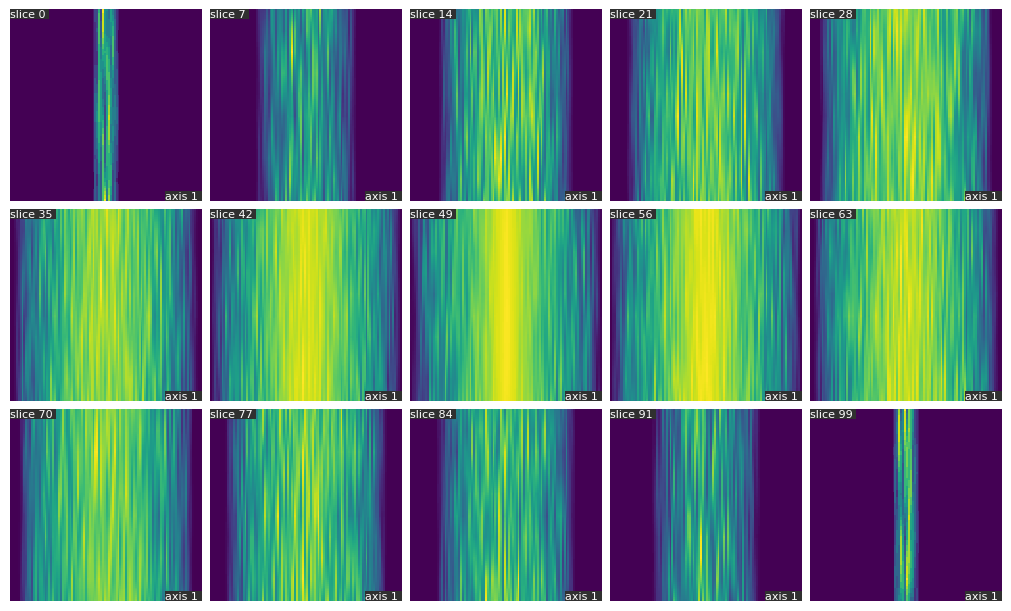 slice 0
axis 1
slice 7
axis 1
slice 14
axis 1
slice 21
axis 1
slice 28
axis 1
slice 35
axis 1
slice 42
axis 1
slice 49
axis 1
slice 56
axis 1
slice 63
axis 1
slice 70
axis 1
slice 77
axis 1
slice 84
axis 1
slice 91
axis 1
slice 99
axis 1